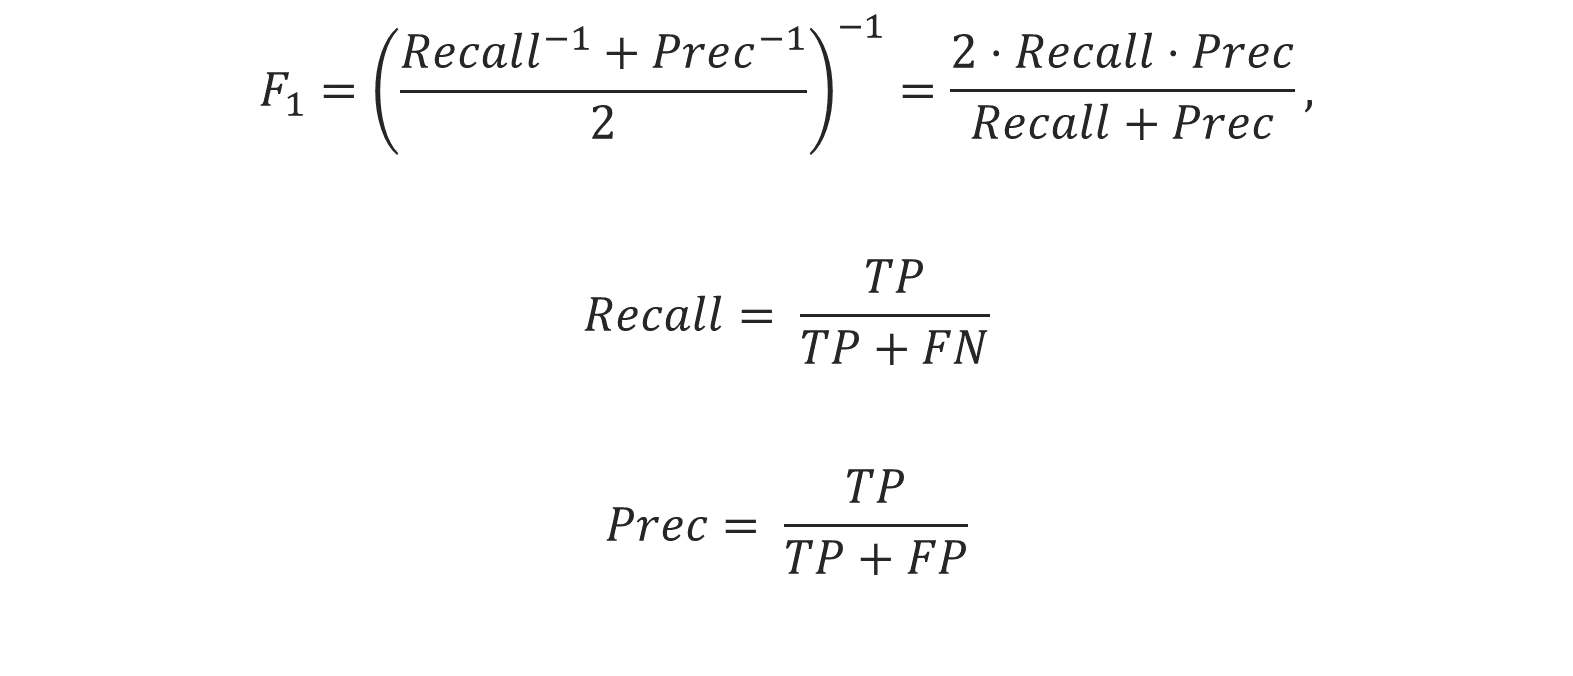 F₁ = ((Recall⁻¹ + Prec⁻¹)/2)⁻¹ = (2 · Recall · Prec)/(Recall + Prec),
Recall = TP/(TP + FN)
Prec = TP/(TP + FP)